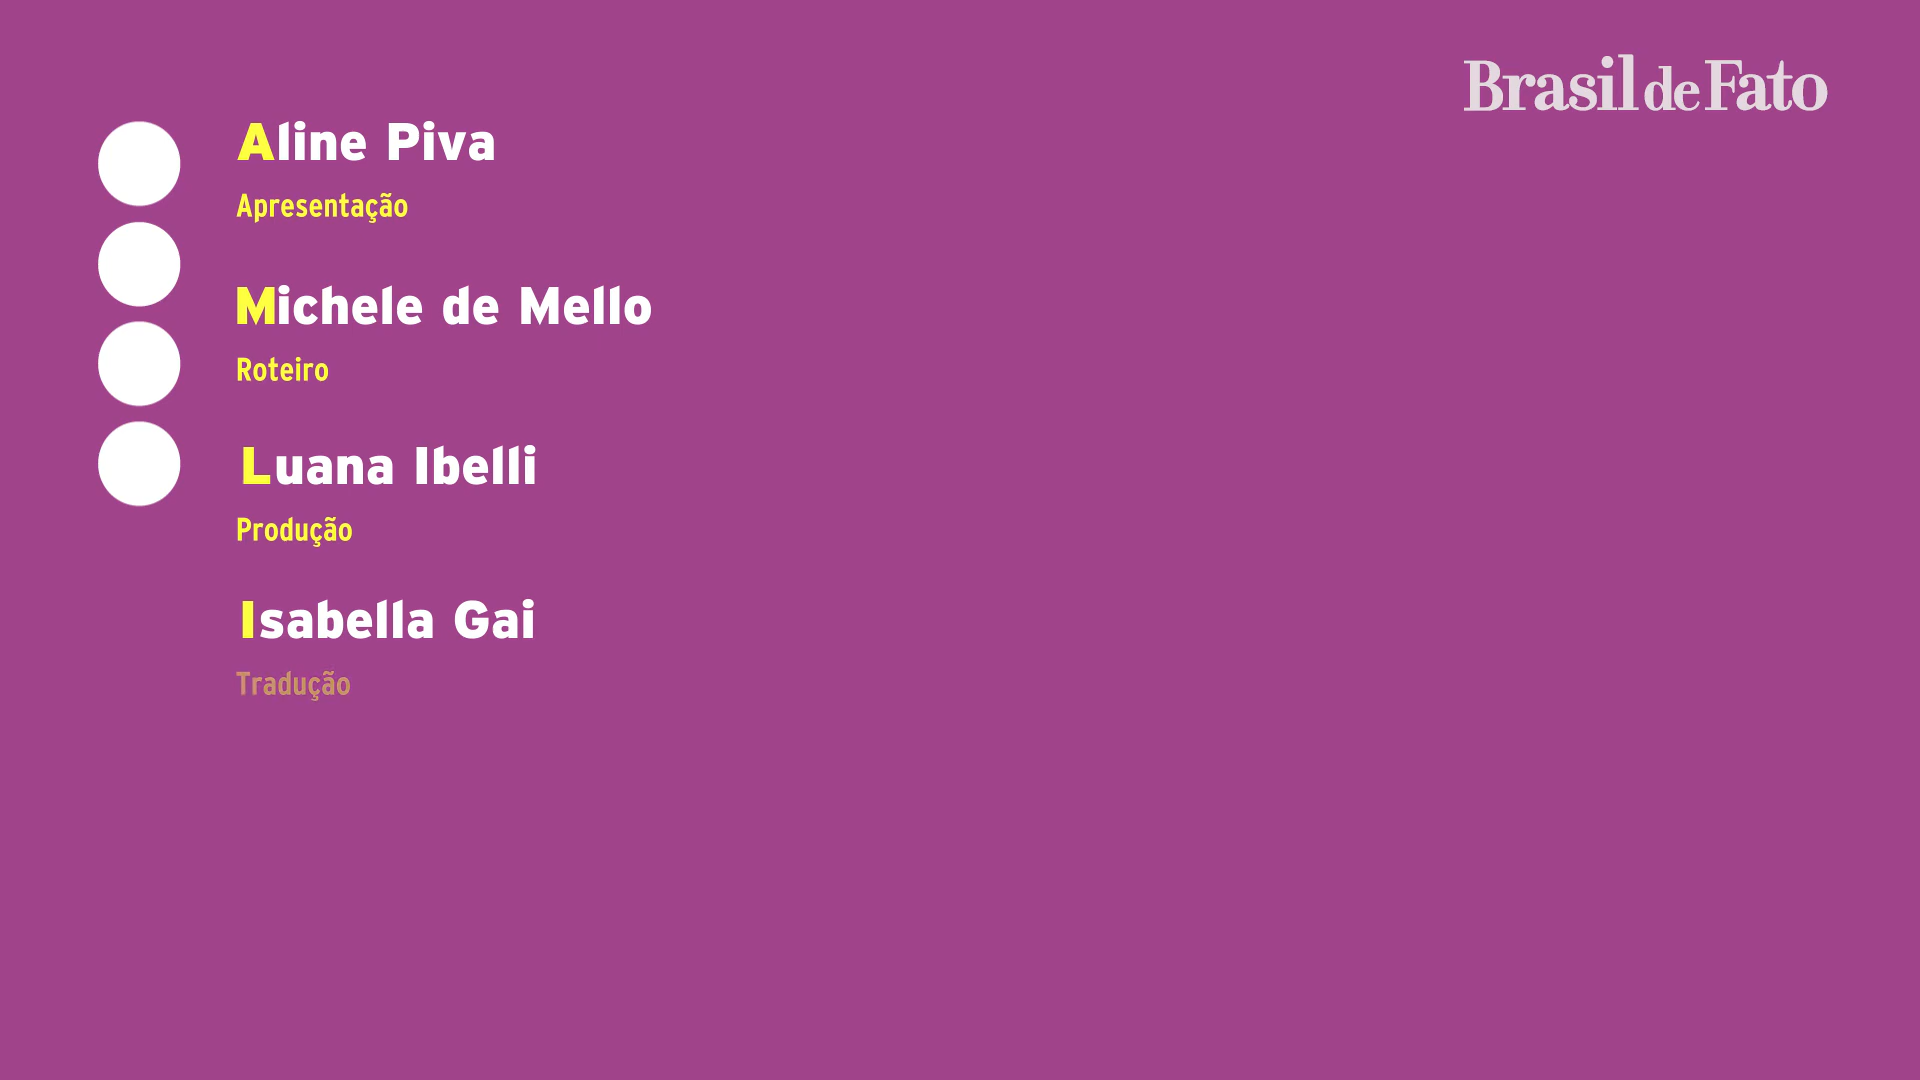 Brasil de Fato
Aline Piva
Apresentação
Michele de Mello
Roteiro
Luana Ibelli
Produção
Isabella Gai
Tradução